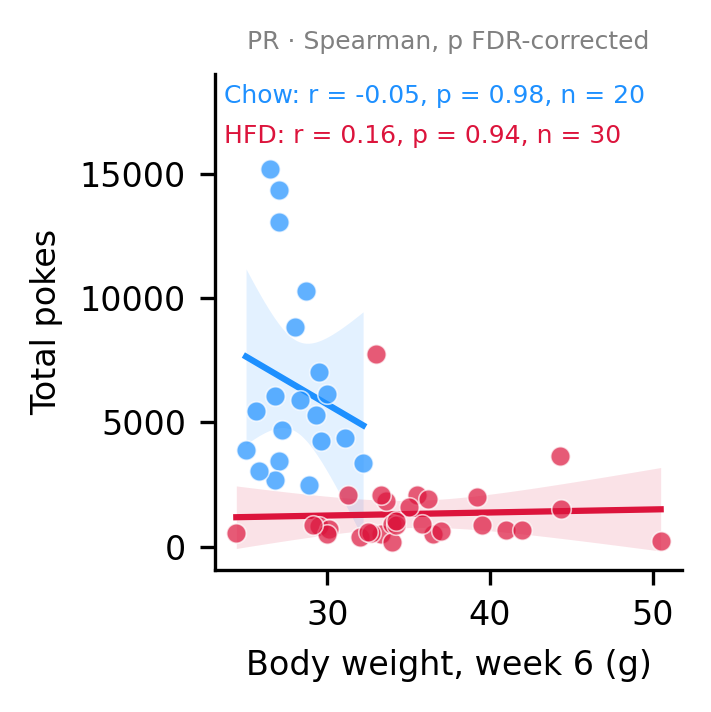 PR · Spearman, p FDR-corrected
Chow: r = -0.05, p = 0.98, n = 20
HFD: r = 0.16, p = 0.94, n = 30
Total pokes
15000
10000
5000
0
30 40 50
Body weight, week 6 (g)